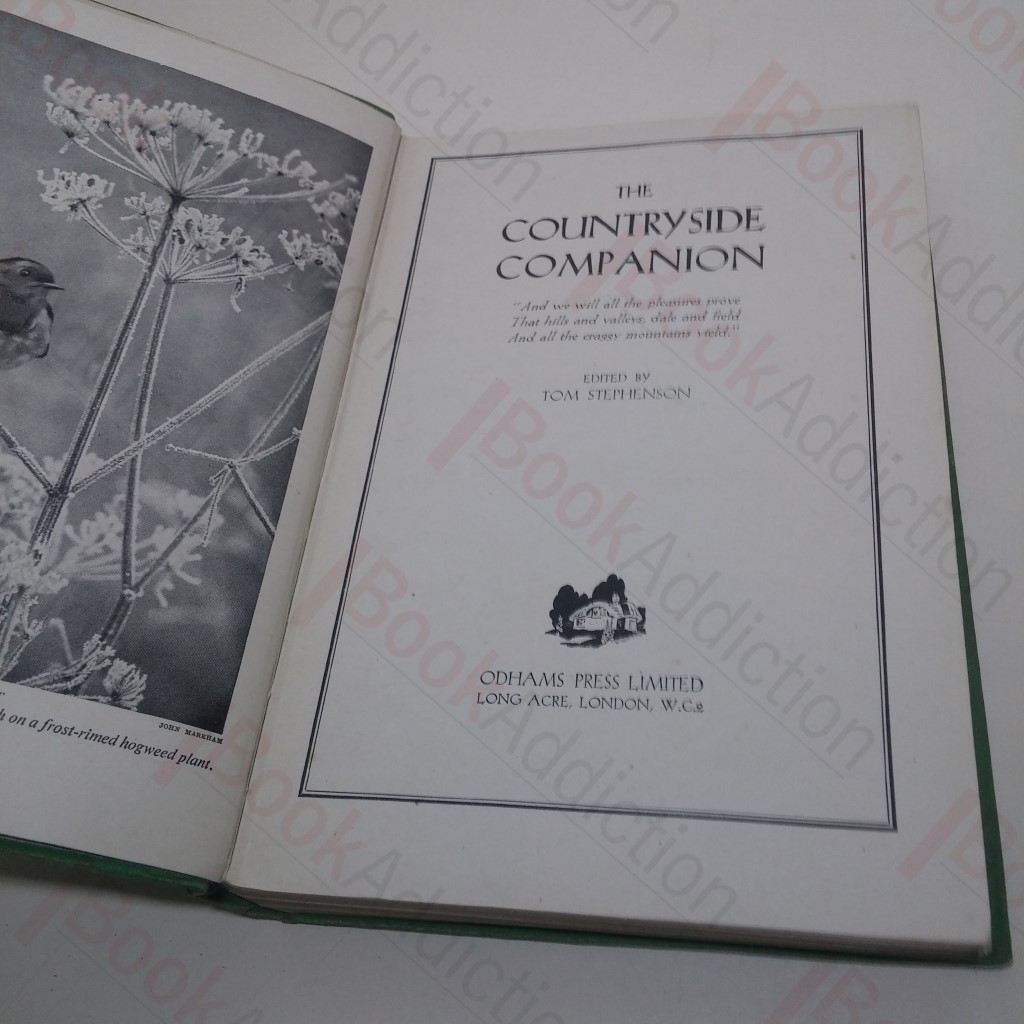 JOHN MARKHAM
h on a frost-rimed hogweed plant.
THE
COUNTRYSIDE
COMPANION
"And we will all the pleasures prove
That hills and valleys, dale and field
And all the craggy mountains yield."
EDITED BY
TOM STEPHENSON
ODHAMS PRESS LIMITED
LONG ACRE, LONDON, W.C.2
BookAddiction